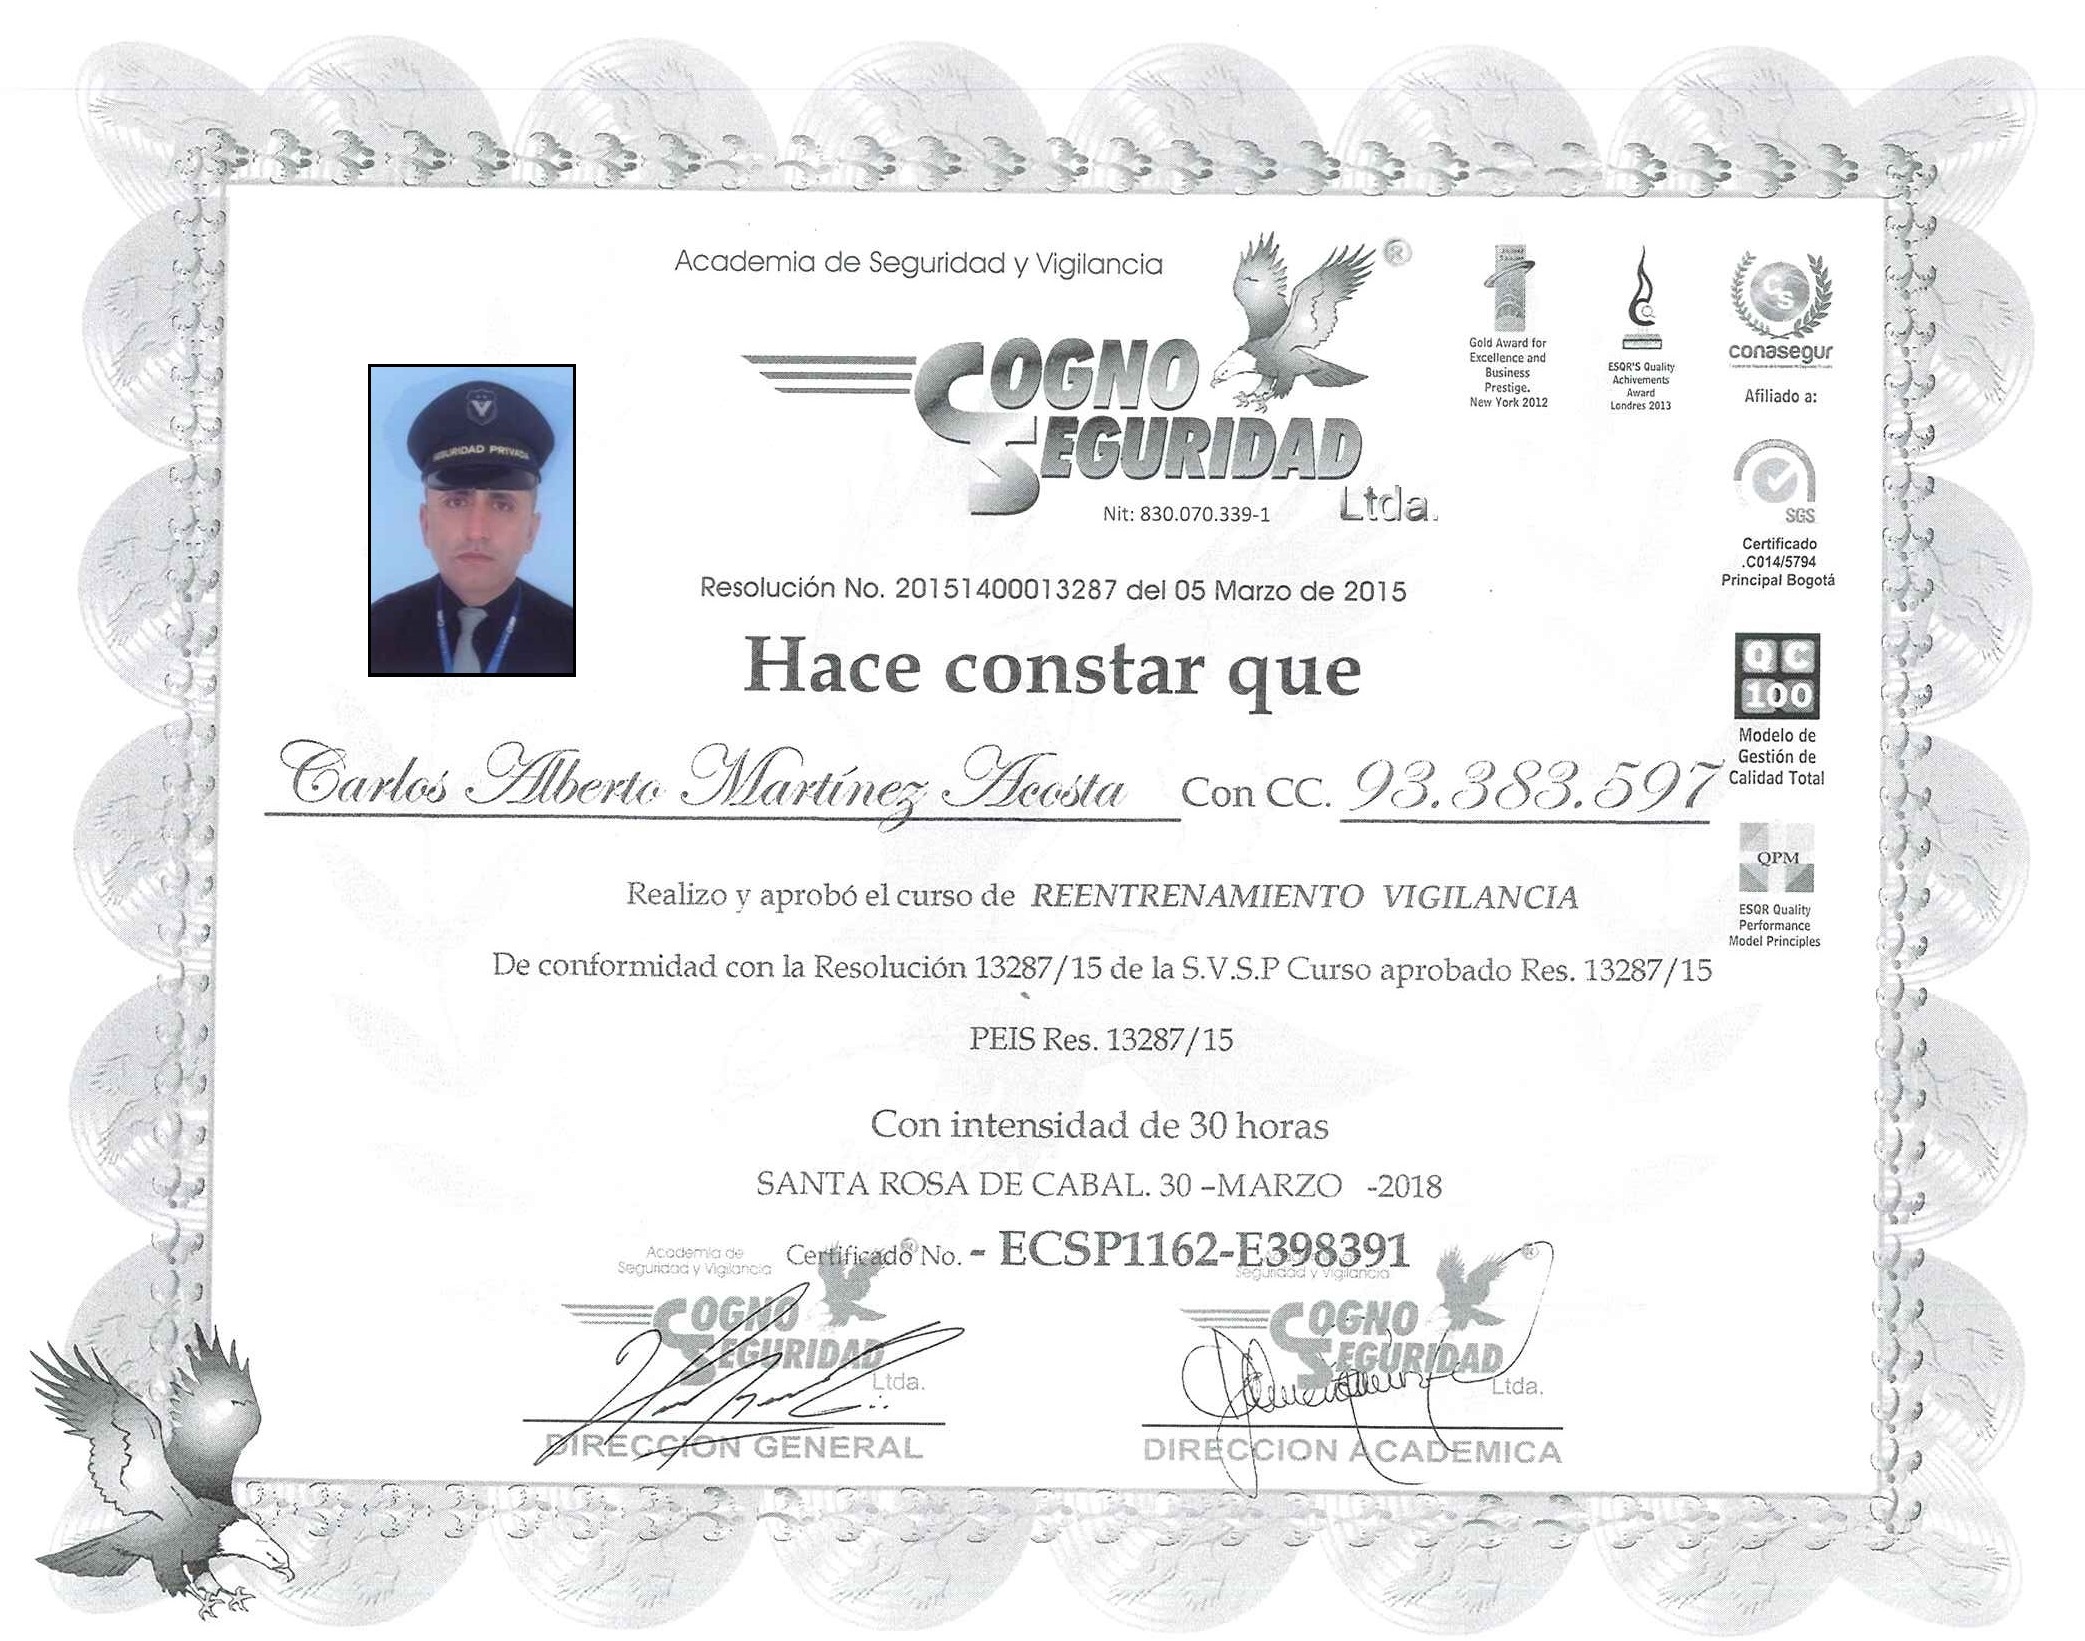 Academia de Seguridad y Vigilancia
®
COGNO
SEGURIDAD
Ltda.
Nit: 830.070.339-1
Gold Award for
Excellence and
Business
Prestige.
New York 2012
ESQR'S Quality
Achivements
Award
Londres 2013
CS
conasegur
Afiliado a:
SGS
Certificado
.C014/5794
Principal Bogotá
QC
100
Modelo de
Gestión de
Calidad Total
QPM
ESQR Quality
Performance
Model Principles
SEGURIDAD PRIVADA
Resolución No. 20151400013287 del 05 Marzo de 2015
Hace constar que
Carlos Alberto Martínez Acosta Con CC. 93.383.597
Realizo y aprobó el curso de REENTRENAMIENTO VIGILANCIA
De conformidad con la Resolución 13287/15 de la S.V.S.P Curso aprobado Res. 13287/15
PEIS Res. 13287/15
Con intensidad de 30 horas
SANTA ROSA DE CABAL. 30 –MARZO -2018
Certificado No. - ECSP1162-E398391
Academia de
Seguridad y Vigilancia
®
COGNO
SEGURIDAD
Ltda.
DIRECCION GENERAL
Academia de
Seguridad y Vigilancia
®
COGNO
SEGURIDAD
Ltda.
DIRECCION ACADEMICA